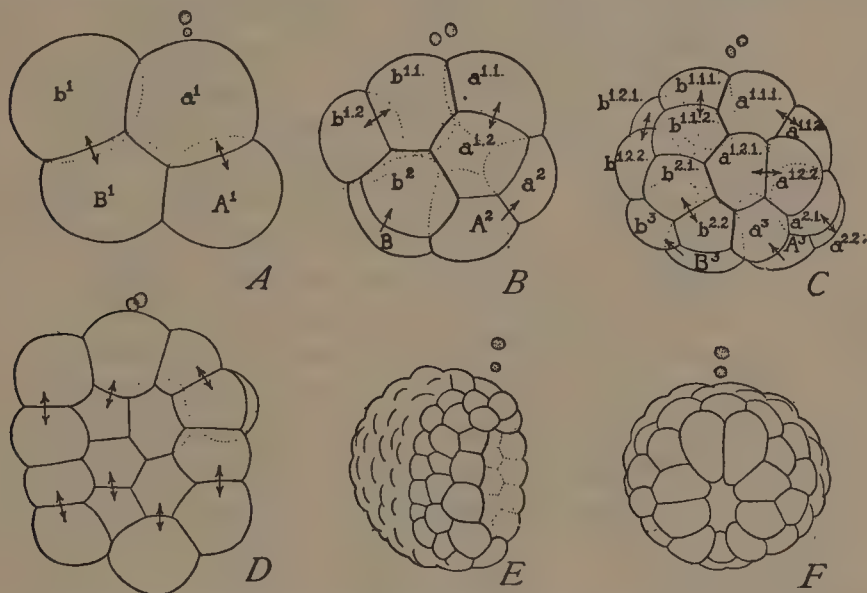 b¹ a¹
B¹ A¹
A
b¹·¹· a¹·¹·
b¹·² a¹·²
b² a²
B A²
B
b¹·¹·¹· a¹·¹·¹·
b¹·²·¹· b¹·¹·²· a¹·¹·²
b¹·²·²· b²·¹· a¹·²·¹· a¹·²·²
b³ b²·² a³ a²·¹·
B³ A³ a²·²·
C
D
E
F